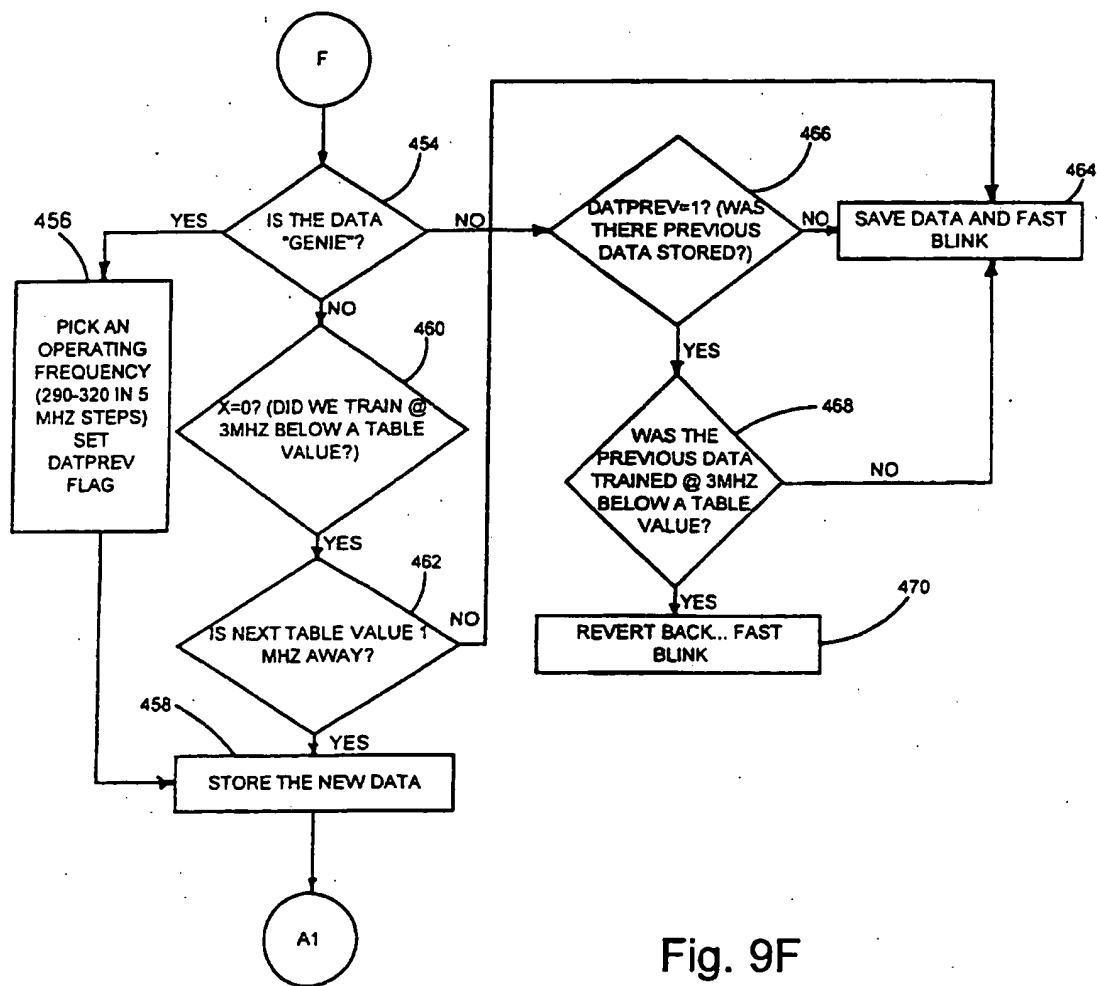 F
454
IS THE DATA
"GENIE"?
YES
NO
NO
456
PICK AN
OPERATING
FREQUENCY
(290-320 IN 5
MHZ STEPS)
SET
DATPREV
FLAG
460
X=0? (DID WE TRAIN @
3MHZ BELOW A TABLE
VALUE?)
YES
462
IS NEXT TABLE VALUE 1
MHZ AWAY?
NO
YES
458
STORE THE NEW DATA
A1
466
DATPREV=1? (WAS
THERE PREVIOUS
DATA STORED?)
NO
YES
464
SAVE DATA AND FAST
BLINK
468
WAS THE
PREVIOUS DATA
TRAINED @ 3MHZ
BELOW A TABLE
VALUE?
NO
YES
470
REVERT BACK... FAST
BLINK
Fig. 9F